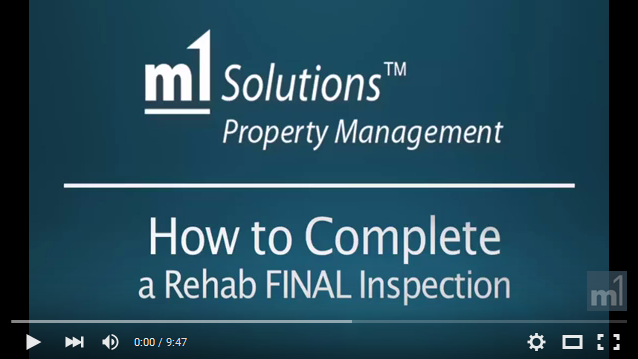 m1 Solutions™
Property Management
How to Complete
a Rehab FINAL Inspection
m1
0:00 / 9:47